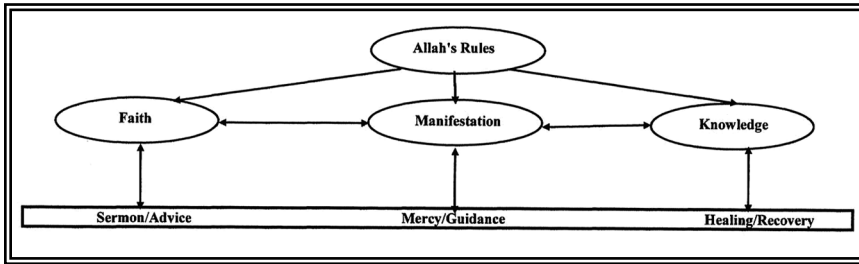 Allah's Rules
Faith
Manifestation
Knowledge
Sermon/Advice
Mercy/Guidance
Healing/Recovery